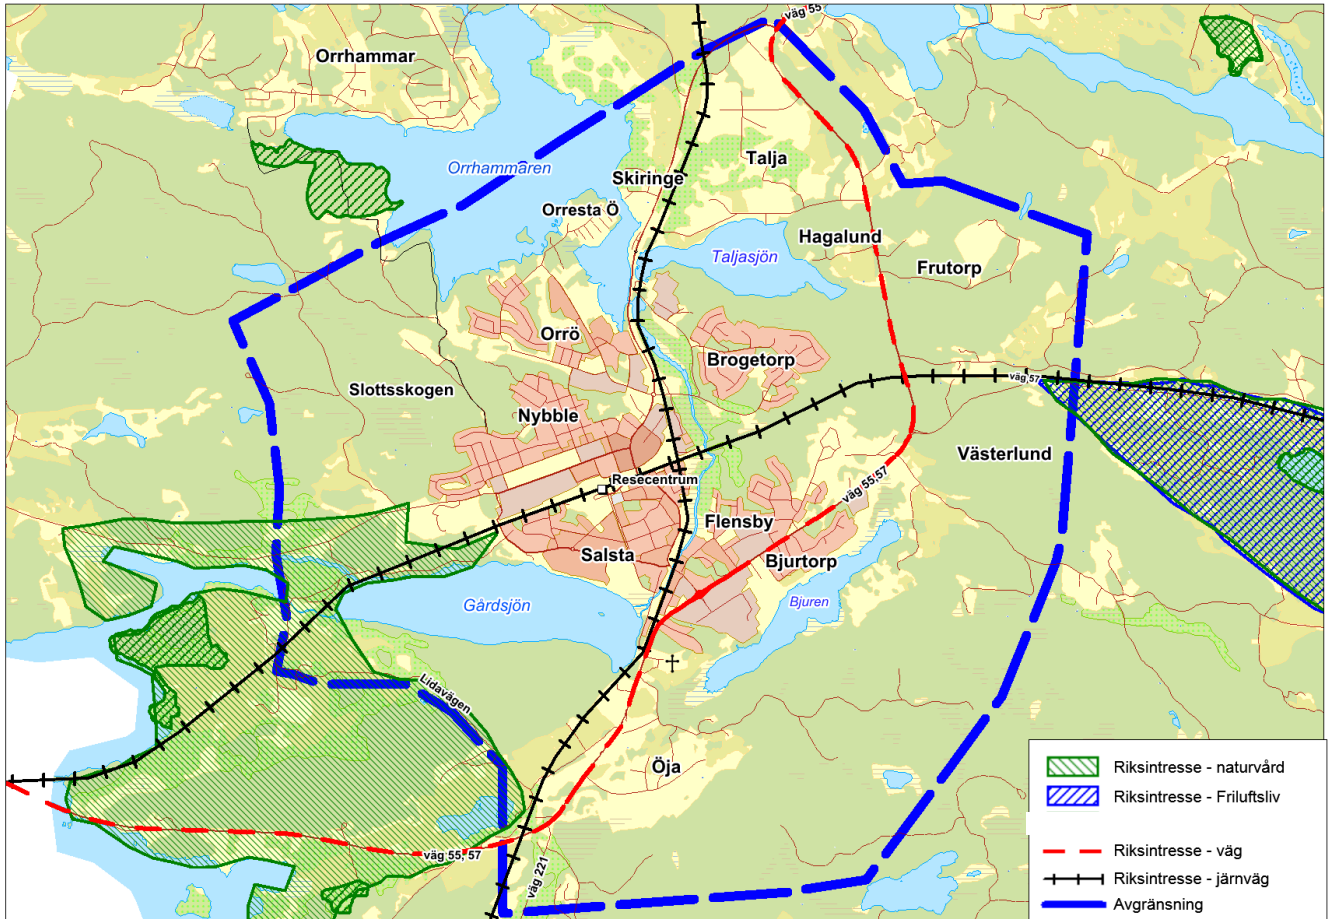 väg 55
Orrhammar
Talja
Orrhammaren
Skiringe
Orresta Ö
Hagalund
Taljasjön
Frutorp
Orrö
Brogetorp
väg 57
Slottsskogen
Nybble
Västerlund
Resecentrum
väg 55;57
Flensby
Salsta
Bjurtorp
Gårdsjön
Bjuren
Lidavägen
Öja
väg 55, 57
väg 221
Riksintresse - naturvård
Riksintresse - Friluftsliv
Riksintresse - väg
Riksintresse - järnväg
Avgränsning